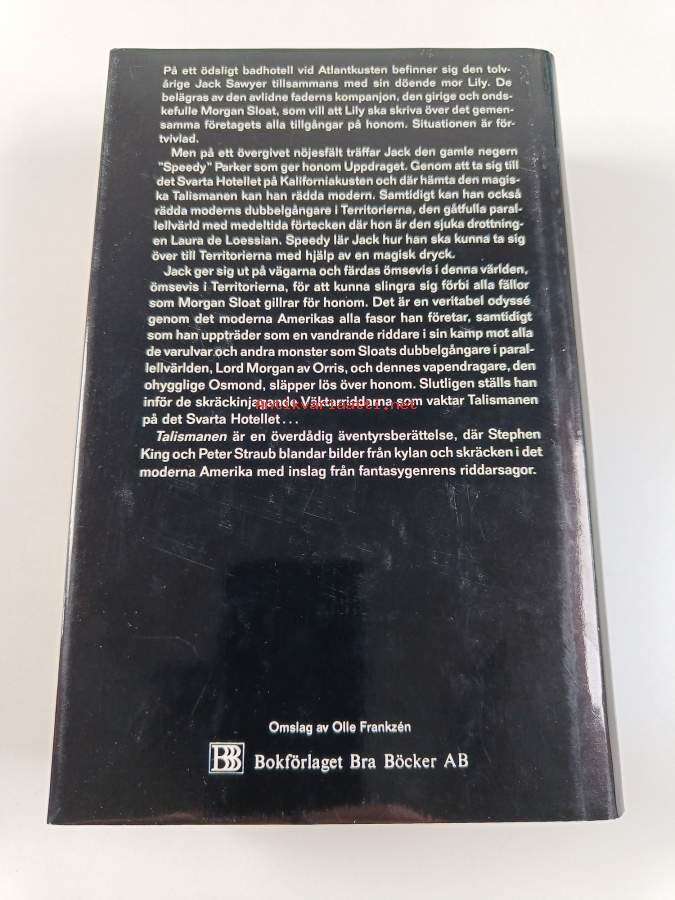 På ett ödsligt badhotell vid Atlantkusten befinner sig den tolv-
årige Jack Sawyer tillsammans med sin döende mor Lily. De
belägras av den avlidne faderns kompanjon, den girige och onds-
kefulle Morgan Sloat, som vill att Lily ska skriva över det gemen-
samma företagets alla tillgångar på honom. Situationen är för-
tvivlad.
Men på ett övergivet nöjesfält träffar Jack den gamle negern
"Speedy" Parker som ger honom Uppdraget. Genom att ta sig till
det Svarta Hotellet på Kaliforniakusten och där hämta den magis-
ka Talismanen kan han rädda modern. Samtidigt kan han också
rädda moderns dubbelgångare i Territorierna, den gåtfulla paral-
lellvärld med medeltida förtecken där hon är den sjuka drottning-
en Laura de Loessian. Speedy lär Jack hur han ska kunna ta sig
över till Territorierna med hjälp av en magisk dryck.
Jack ger sig ut på vägarna och färdas ömsevis i denna världen,
ömsevis i Territorierna, för att kunna slingra sig förbi alla fällor
som Morgan Sloat gillrar för honom. Det är en veritabel odyssé
genom det moderna Amerikas alla fasor han företar, samtidigt
som han uppträder som en vandrande riddare i sin kamp mot alla
de varulvar och andra monster som Sloats dubbelgångare i paral-
lellvärlden, Lord Morgan av Orris, och dennes vapendragare, den
ohygglige Osmond, släpper lös över honom. Slutligen ställs han
inför de skräckinjagande Väktarriddarna som vaktar Talismanen
Antikvariaatti.net
på det Svarta Hotellet...
Talismanen är en överdådig äventyrsberättelse, där Stephen
King och Peter Straub blandar bilder från kylan och skräcken i det
moderna Amerika med inslag från fantasygenrens riddarsagor.
Omslag av Olle Frankzén
BBB Bokförlaget Bra Böcker AB